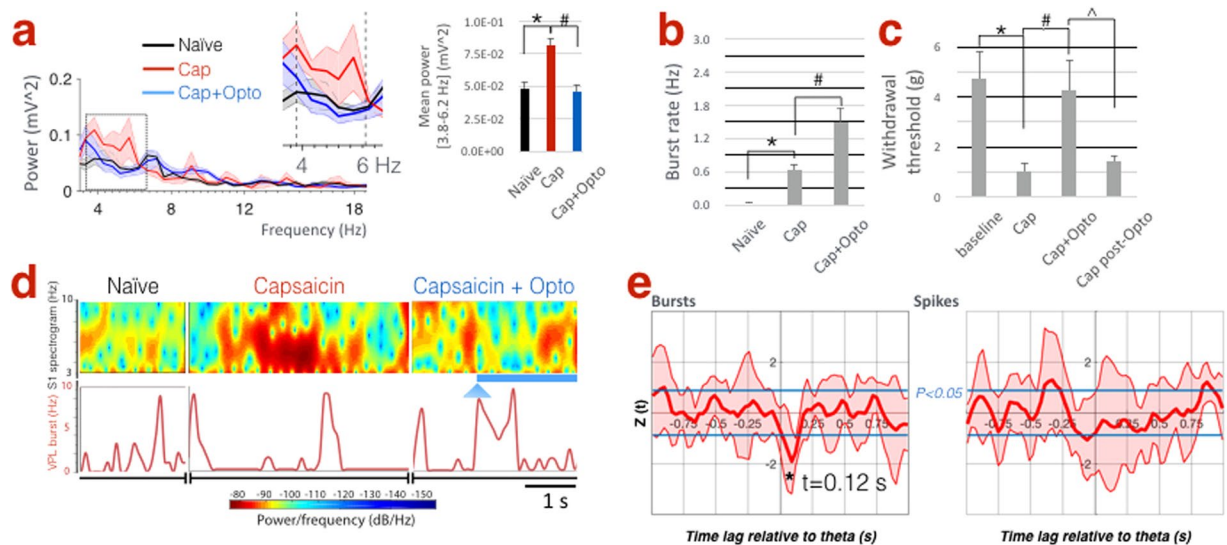 a
Naïve
Cap
Cap+Opto
Power (mV^2)
0.2
0.1
0
4
8
12
18
Frequency (Hz)
4
6 Hz
Mean power
[3.8-6.2 Hz] (mV^2)
1.0E-01
7.5E-02
5.0E-02
2.5E-02
0.0E+00
* #
Naïve
Cap
Cap+Opto
b
Burst rate (Hz)
3.0
2.4
1.8
1.2
0.6
0.0
*
#
Naïve
Cap
Cap+Opto
c
Withdrawal
threshold (g)
6
4
2
0
* # ^
baseline
Cap
Cap+Opto
Cap post-Opto
d
Naïve
Capsaicin
Capsaicin + Opto
S1 spectrogram (Hz)
10
3
VPL burst (Hz)
10
5
0
1 s
-80 -90 -100 -110 -120 -130 -140 -150
Power/frequency (dB/Hz)
e
Bursts
Z (t)
2
-0.75 -0.5 -0.25 0.25 0.5 0.75
-2
*
t=0.12 s
Time lag relative to theta (s)
Spikes
P<0.05
2
-0.75 -0.5 -0.25 0.25 0.5 0.75
-2
Time lag relative to theta (s)